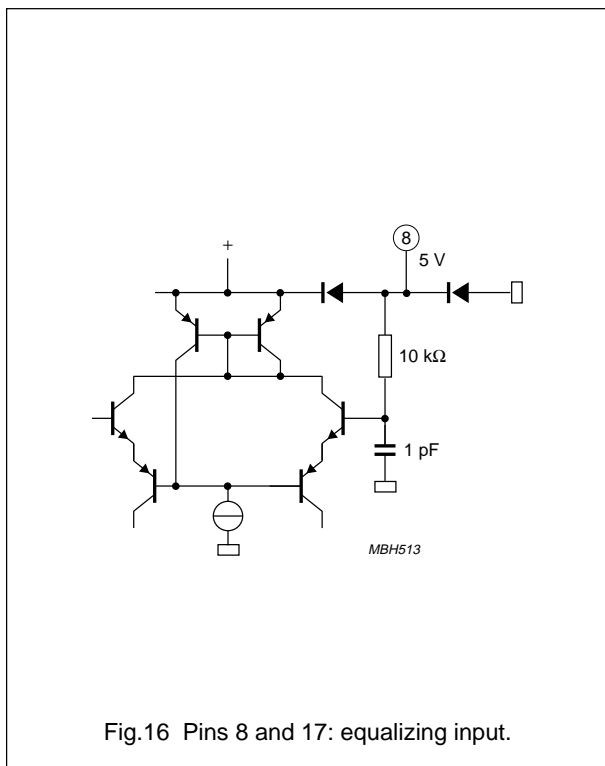 +
8
5 V
10 kΩ
1 pF
MBH513
Fig.16 Pins 8 and 17: equalizing input.